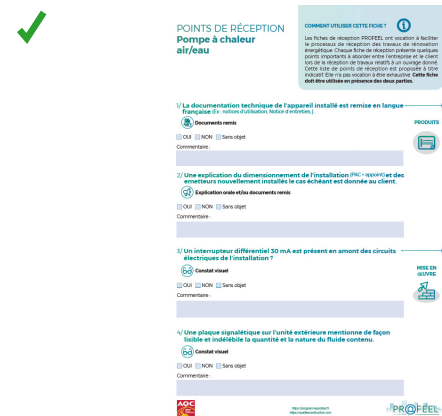 POINTS DE RÉCEPTION
Pompe à chaleur
air/eau
COMMENT UTILISER CETTE FICHE ?
Les fiches de réception PROFEEL ont vocation à faciliter
le processus de réception des travaux de rénovation
énergétique. Chaque fiche de réception présente quelques
points importants à aborder entre l'entreprise et le client
lors de la réception de travaux relatifs à un ouvrage donné.
Cette liste de points de réception est proposée à titre
indicatif. Elle n'a pas vocation à être exhaustive. Cette fiche
doit être utilisée en présence des deux parties.
1/ La documentation technique de l'appareil installé est remise en langue
française (Ex : notices d'utilisation, Notice d'entretien,).
Documents remis
PRODUITS
OUI NON Sans objet
Commentaire :
2/ Une explication du dimensionnement de l'installation (PAC + appoint) et des
emetteurs nouvellement installés le cas échéant est donnée au client.
Explication orale et/ou documents remis
OUI NON Sans objet
Commentaire :
3/ Un interrupteur différentiel 30 mA est présent en amont des circuits
électriques de l'installation ?
Constat visuel
MISE EN
ŒUVRE
OUI NON Sans objet
Commentaire :
4/ Une plaque signalétique sur l'unité extérieure mentionne de façon
lisible et indélébile la quantité et la nature du fluide contenu.
Constat visuel
OUI NON Sans objet
Commentaire :
AQC
PROFEEL